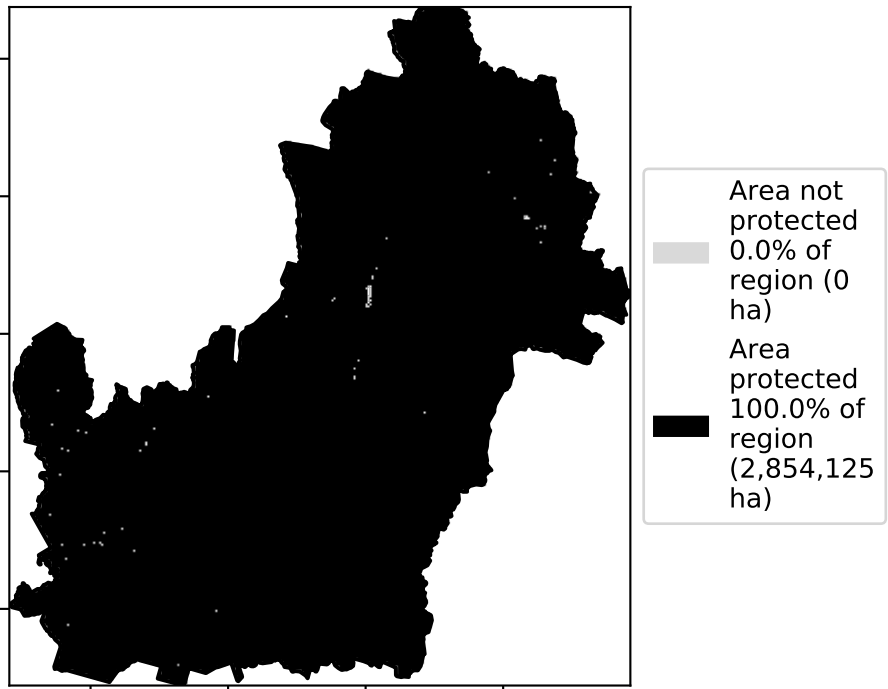 Area not
protected
0.0% of
region (0
ha)
Area
protected
100.0% of
region
(2,854,125
ha)